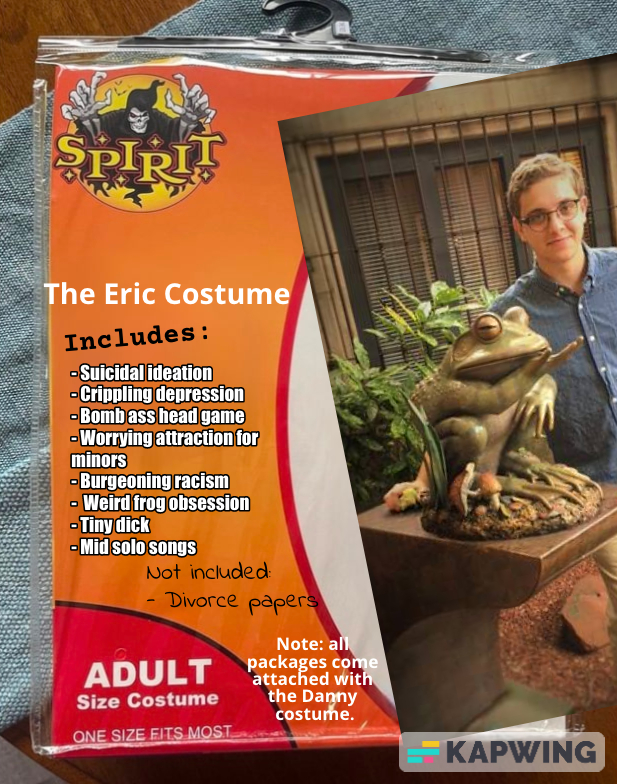 SPIRIT
The Eric Costume
Includes:
- Suicidal ideation
- Crippling depression
- Bomb ass head game
- Worrying attraction for
minors
- Burgeoning racism
- Weird frog obsession
- Tiny dick
- Mid solo songs
Not included:
- Divorce papers
Note: all
packages come
attached with
the Danny
costume.
ADULT
Size Costume
ONE SIZE FITS MOST
KAPWING